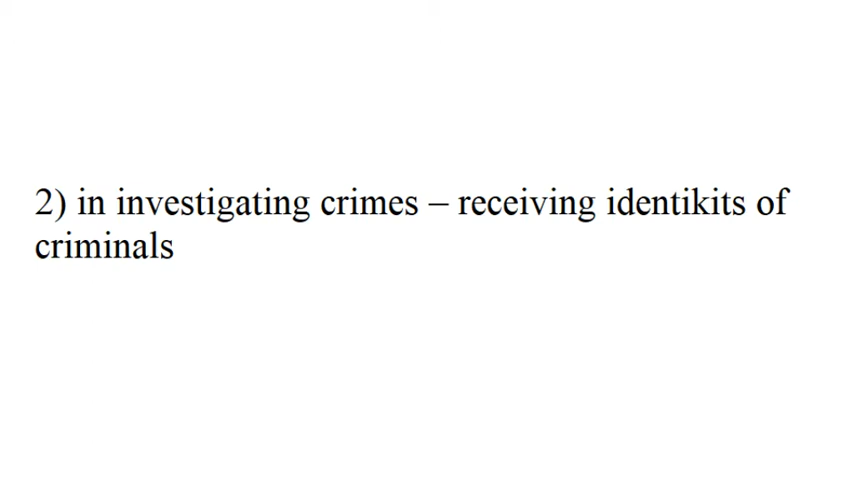 2) in investigating crimes – receiving identikits of
criminals